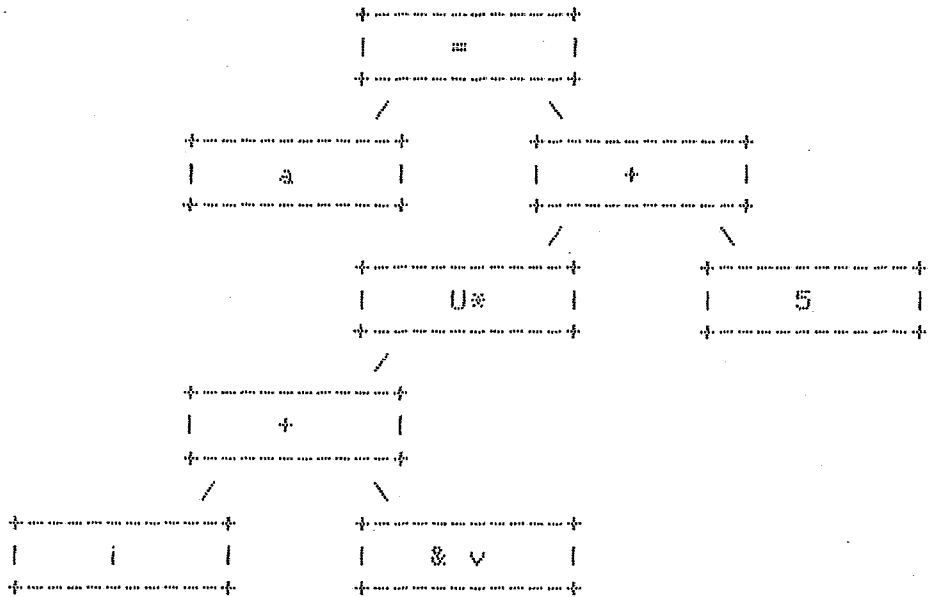 =
a +
U* 5
+
i & v